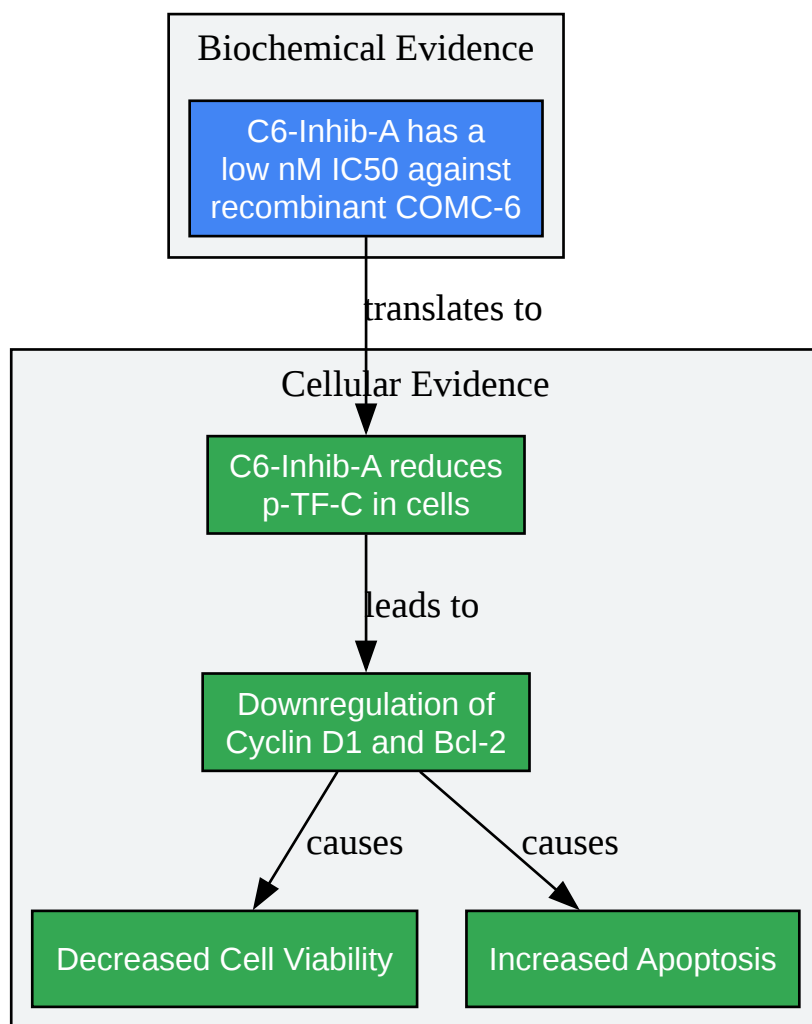 Biochemical Evidence
C6-Inhib-A has a
low nM IC50 against
recombinant COMC-6
translates to
Cellular Evidence
C6-Inhib-A reduces
p-TF-C in cells
leads to
Downregulation of
Cyclin D1 and Bcl-2
causes
causes
Decreased Cell Viability
Increased Apoptosis